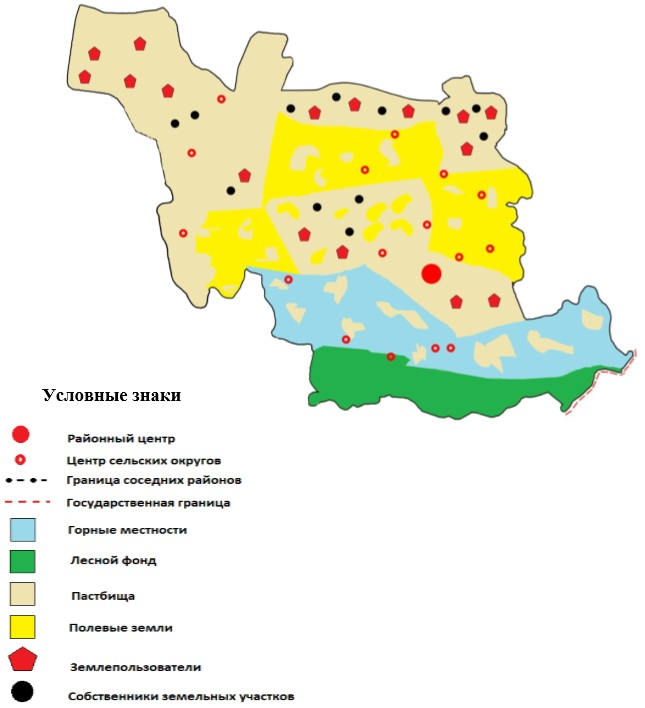 Условные знаки
Районный центр
Центр сельских округов
Граница соседних районов
Государственная граница
Горные местности
Лесной фонд
Пастбища
Полевые земли
Землепользователи
Собственники земельных участков